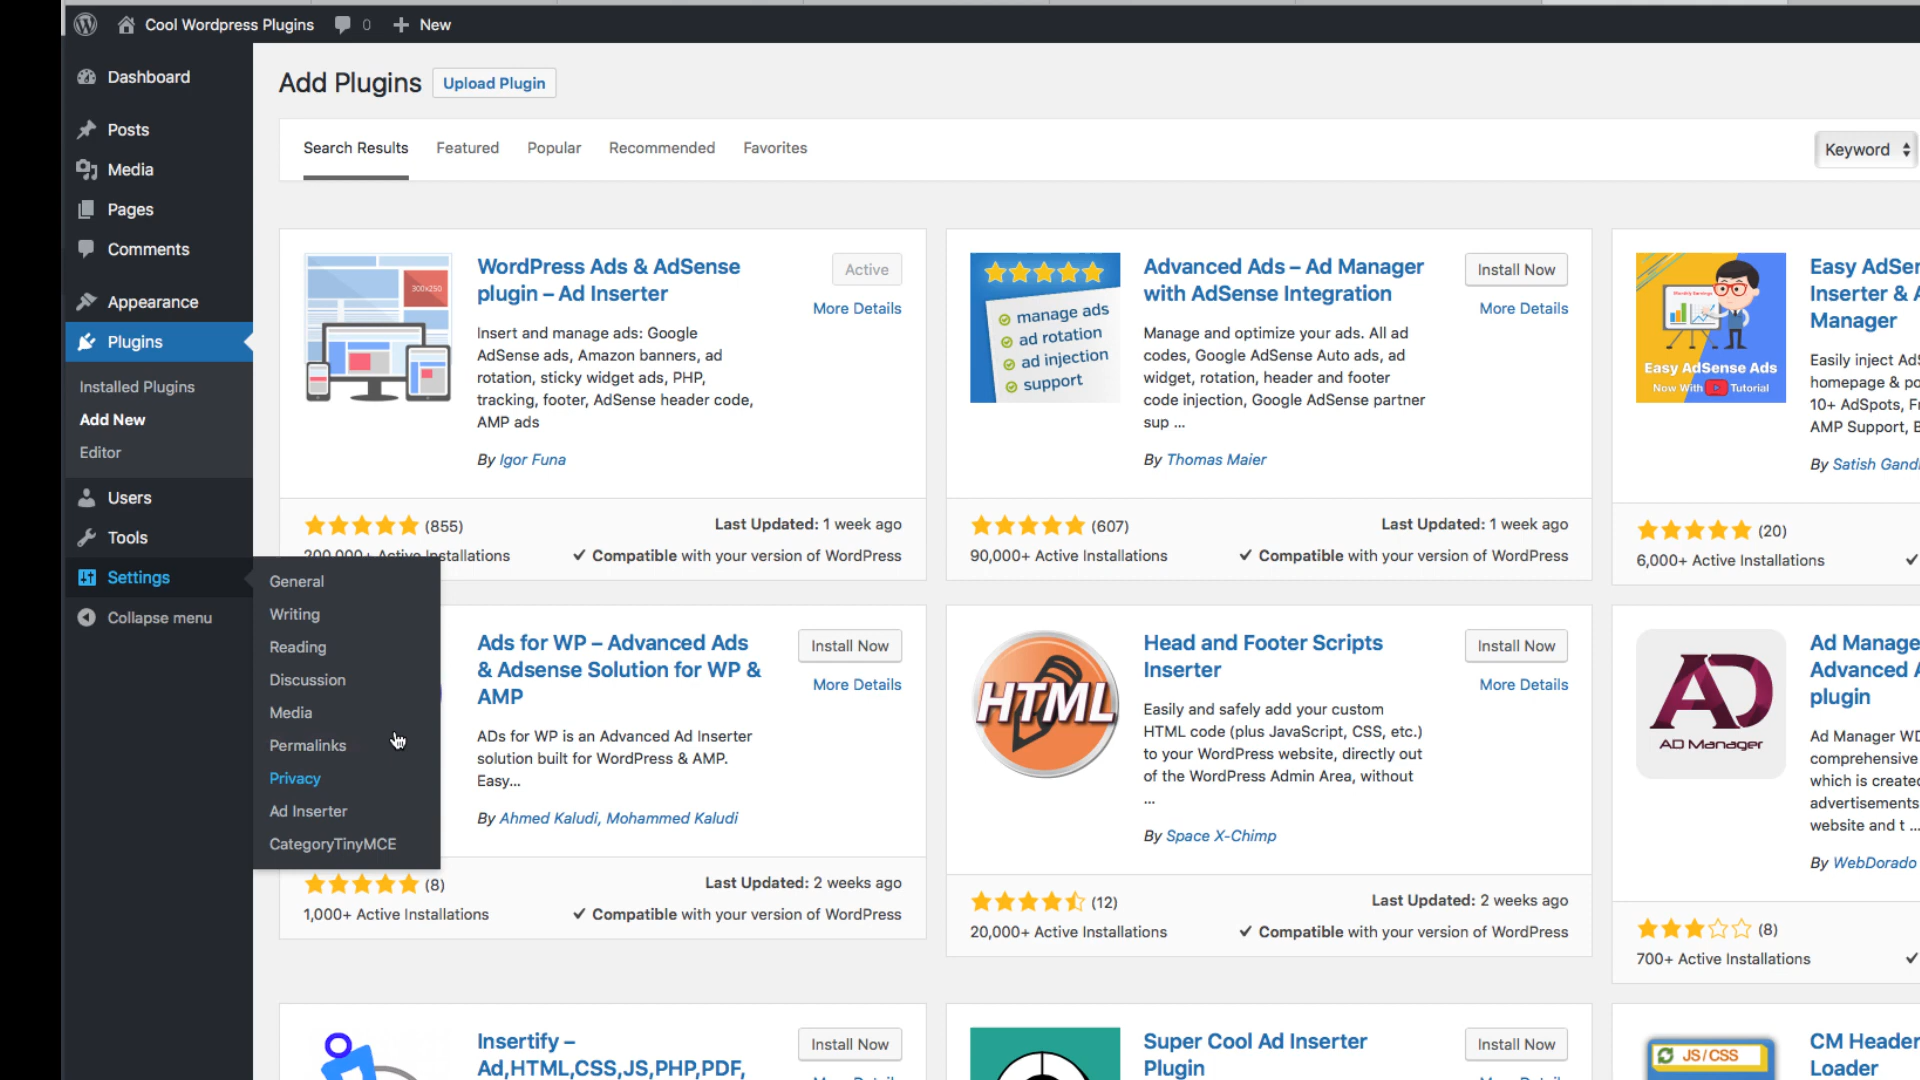 Cool Wordpress Plugins
0
New
Dashboard
Posts
Media
Pages
Comments
Appearance
Plugins
Installed Plugins
Add New
Editor
Users
Tools
Settings
Collapse menu
General
Writing
Reading
Discussion
Media
Permalinks
Privacy
Ad Inserter
CategoryTinyMCE
Add Plugins
Upload Plugin
Search Results
Featured
Popular
Recommended
Favorites
Keyword
300x250
WordPress Ads & AdSense
plugin – Ad Inserter
Active
More Details
Insert and manage ads: Google
AdSense ads, Amazon banners, ad
rotation, sticky widget ads, PHP,
tracking, footer, AdSense header code,
AMP ads
By Igor Funa
(855)
Last Updated: 1 week ago
200,000+ Active Installations
Compatible with your version of WordPress
manage ads
ad rotation
ad injection
support
Advanced Ads – Ad Manager
with AdSense Integration
Install Now
More Details
Manage and optimize your ads. All ad
codes, Google AdSense Auto ads, ad
widget, rotation, header and footer
code injection, Google AdSense partner
sup ...
By Thomas Maier
(607)
Last Updated: 1 week ago
90,000+ Active Installations
Compatible with your version of WordPress
Easy AdSense Ads
Now With Tutorial
Easy AdSer
Inserter & A
Manager
Easily inject AdS
homepage & po
10+ AdSpots, Fr
AMP Support, B
By Satish Gandh
(20)
6,000+ Active Installations
Ads for WP – Advanced Ads
& Adsense Solution for WP &
AMP
Install Now
More Details
ADs for WP is an Advanced Ad Inserter
solution built for WordPress & AMP.
Easy...
By Ahmed Kaludi, Mohammed Kaludi
(8)
Last Updated: 2 weeks ago
1,000+ Active Installations
Compatible with your version of WordPress
HTML
Head and Footer Scripts
Inserter
Install Now
More Details
Easily and safely add your custom
HTML code (plus JavaScript, CSS, etc.)
to your WordPress website, directly out
of the WordPress Admin Area, without
...
By Space X-Chimp
(12)
Last Updated: 2 weeks ago
20,000+ Active Installations
Compatible with your version of WordPress
AD Manager
Ad Manage
Advanced A
plugin
Ad Manager WD
comprehensive
which is created
advertisements
website and t ...
By WebDorado
(8)
700+ Active Installations
Insertify –
Ad,HTML,CSS,JS,PHP,PDF,
Install Now
Super Cool Ad Inserter
Plugin
Install Now
JS/CSS
CM Header
Loader